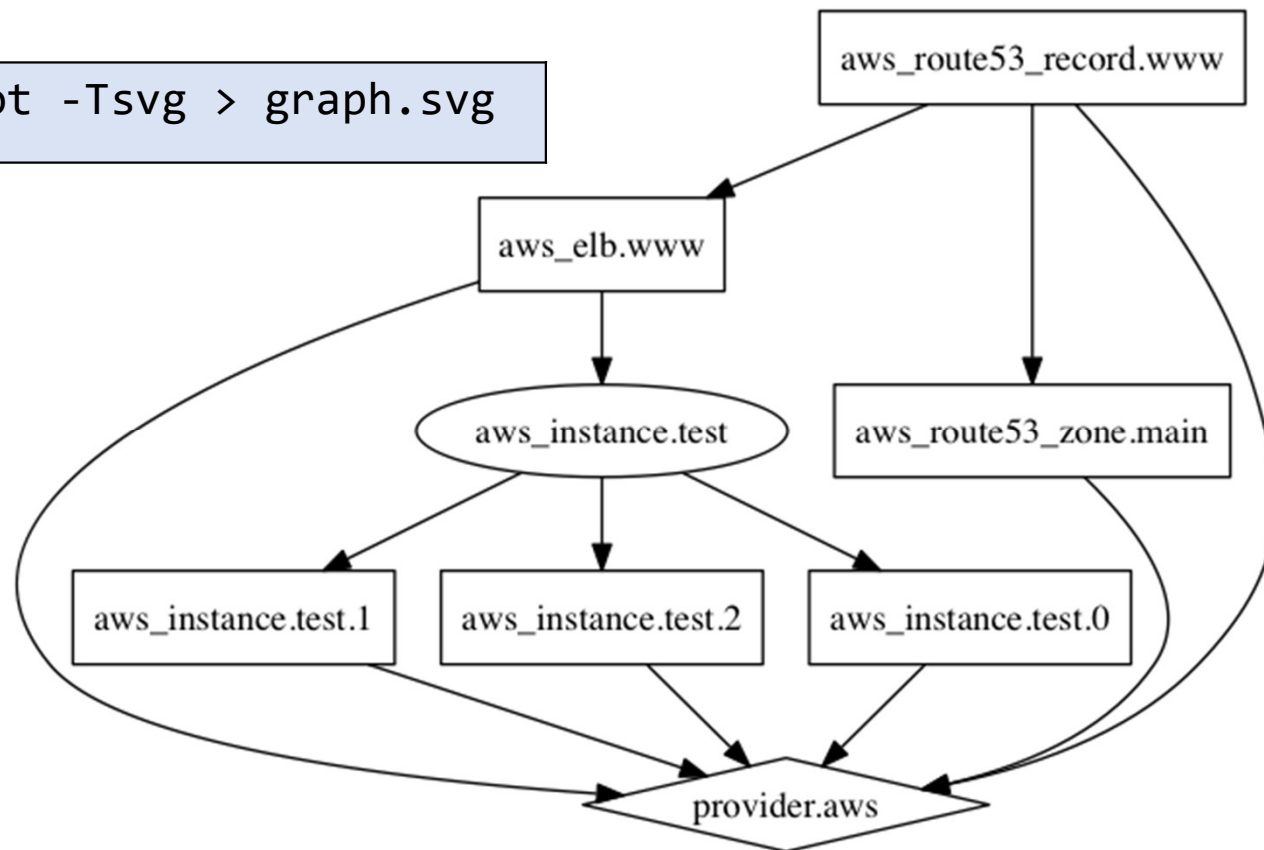 -Tsvg > graph.svg
aws_route53_record.www
aws_elb.www
aws_instance.test
aws_route53_zone.main
aws_instance.test.1
aws_instance.test.2
aws_instance.test.0
provider.aws